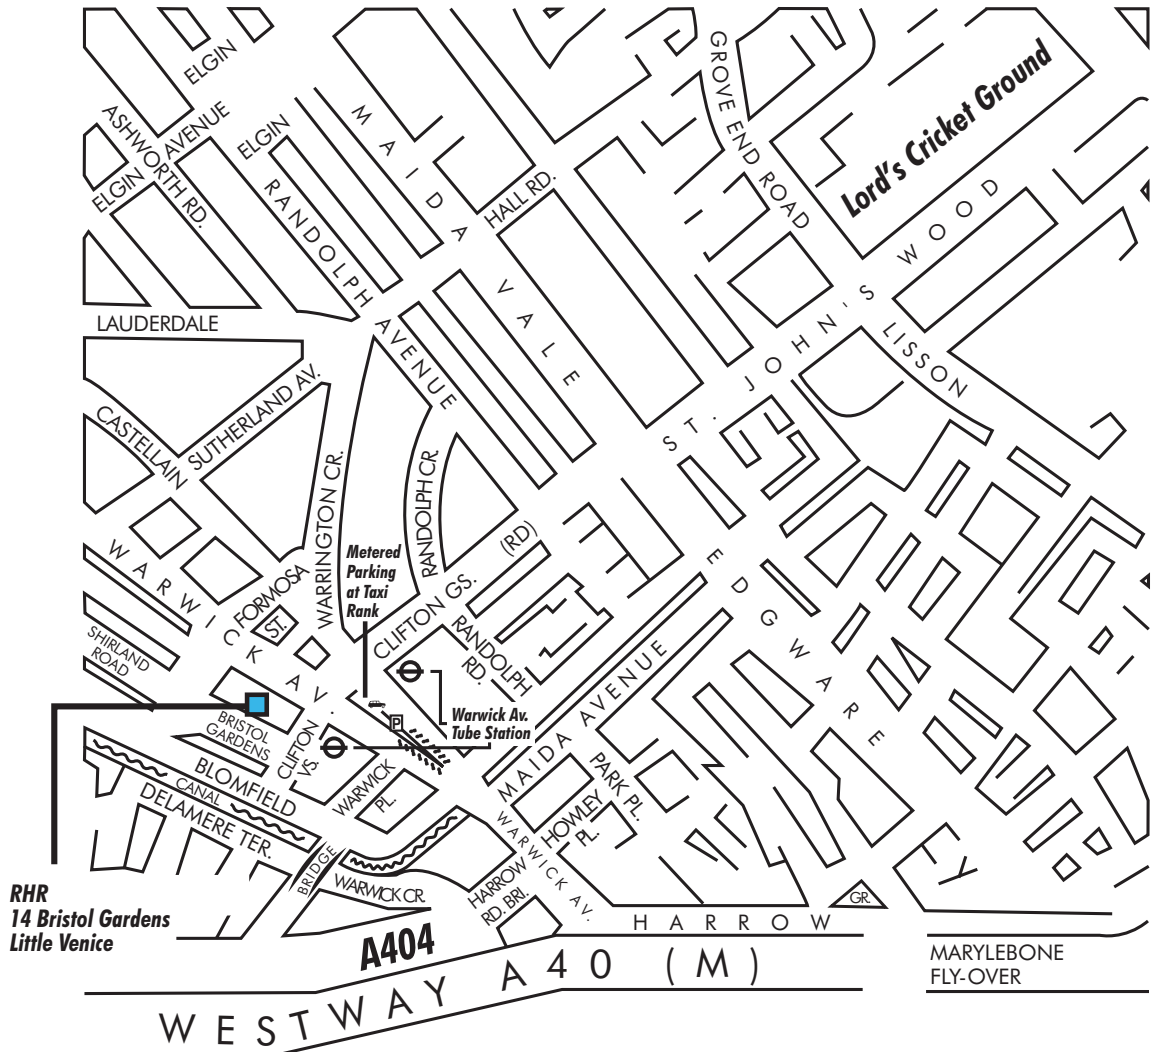 ELGIN
ASHWORTH RD.
ELGIN AVENUE
ELGIN
RANDOLPH AVENUE
MAIDA VALE
HALL RD.
GROVE END ROAD
Lord's Cricket Ground
ST. JOHN'S WOOD
LISSON
LAUDERDALE
CASTELLAIN
SUTHERLAND AV.
WARRINGTON CR.
RANDOLPH CR.
(RD)
CLIFTON GS.
Metered
Parking
at Taxi
Rank
FORMOSA
ST.
WARWICK AV.
SHIRLAND
ROAD
RANDOLPH
RD.
EDGWARE
MAIDA AVENUE
P
Warwick Av.
Tube Station
BRISTOL
GARDENS
CLIFTON
VS.
BLOMFIELD
CANAL
DELAMERE TER.
WARWICK
PL.
PARK PL.
HOWLEY
PL.
WARWICK AV.
BRIDGE
WARWICK CR.
HARROW
RD. BRI.
GR.
HARROW
RHR
14 Bristol Gardens
Little Venice
A404
WESTWAY A40 (M)
MARYLEBONE
FLY-OVER